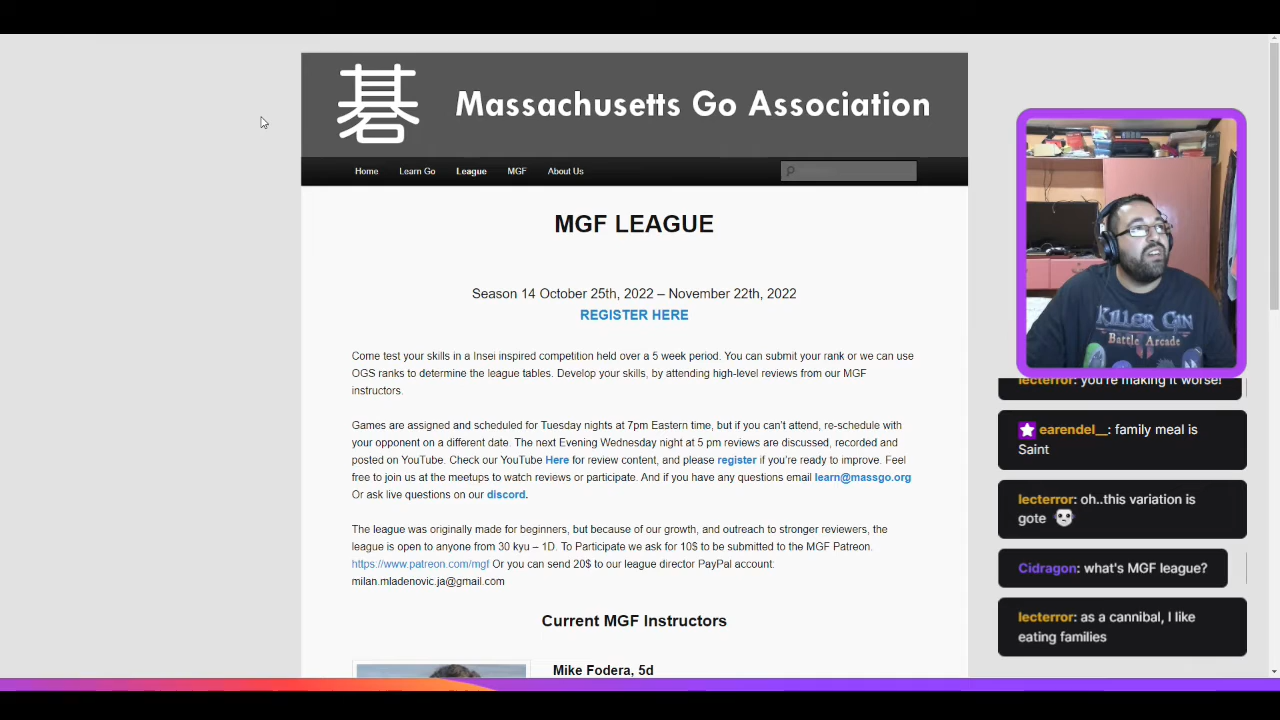 碁 Massachusetts Go Association
Home Learn Go League MGF About Us
MGF LEAGUE
Season 14 October 25th, 2022 – November 22th, 2022
REGISTER HERE
Come test your skills in a Insei inspired competition held over a 5 week period. You can submit your rank or we can use
OGS ranks to determine the league tables. Develop your skills, by attending high-level reviews from our MGF
instructors.
Games are assigned and scheduled for Tuesday nights at 7pm Eastern time, but if you can't attend, re-schedule with
your opponent on a different date. The next Evening Wednesday night at 5 pm reviews are discussed, recorded and
posted on YouTube. Check our YouTube Here for review content, and please register if you're ready to improve. Feel
free to join us at the meetups to watch reviews or participate. And if you have any questions email learn@massgo.org
Or ask live questions on our discord.
The league was originally made for beginners, but because of our growth, and outreach to stronger reviewers, the
league is open to anyone from 30 kyu – 1D. To Participate we ask for 10$ to be submitted to the MGF Patreon.
https://www.patreon.com/mgf Or you can send 20$ to our league director PayPal account:
milan.mladenovic.ja@gmail.com
Current MGF Instructors
Mike Fodera, 5d
KILLER GIN
Battle Arcade
lecterror: you're making it worse!
earendel__: family meal is
Saint
lecterror: oh..this variation is
gote
Cidragon: what's MGF league?
lecterror: as a cannibal, I like
eating families